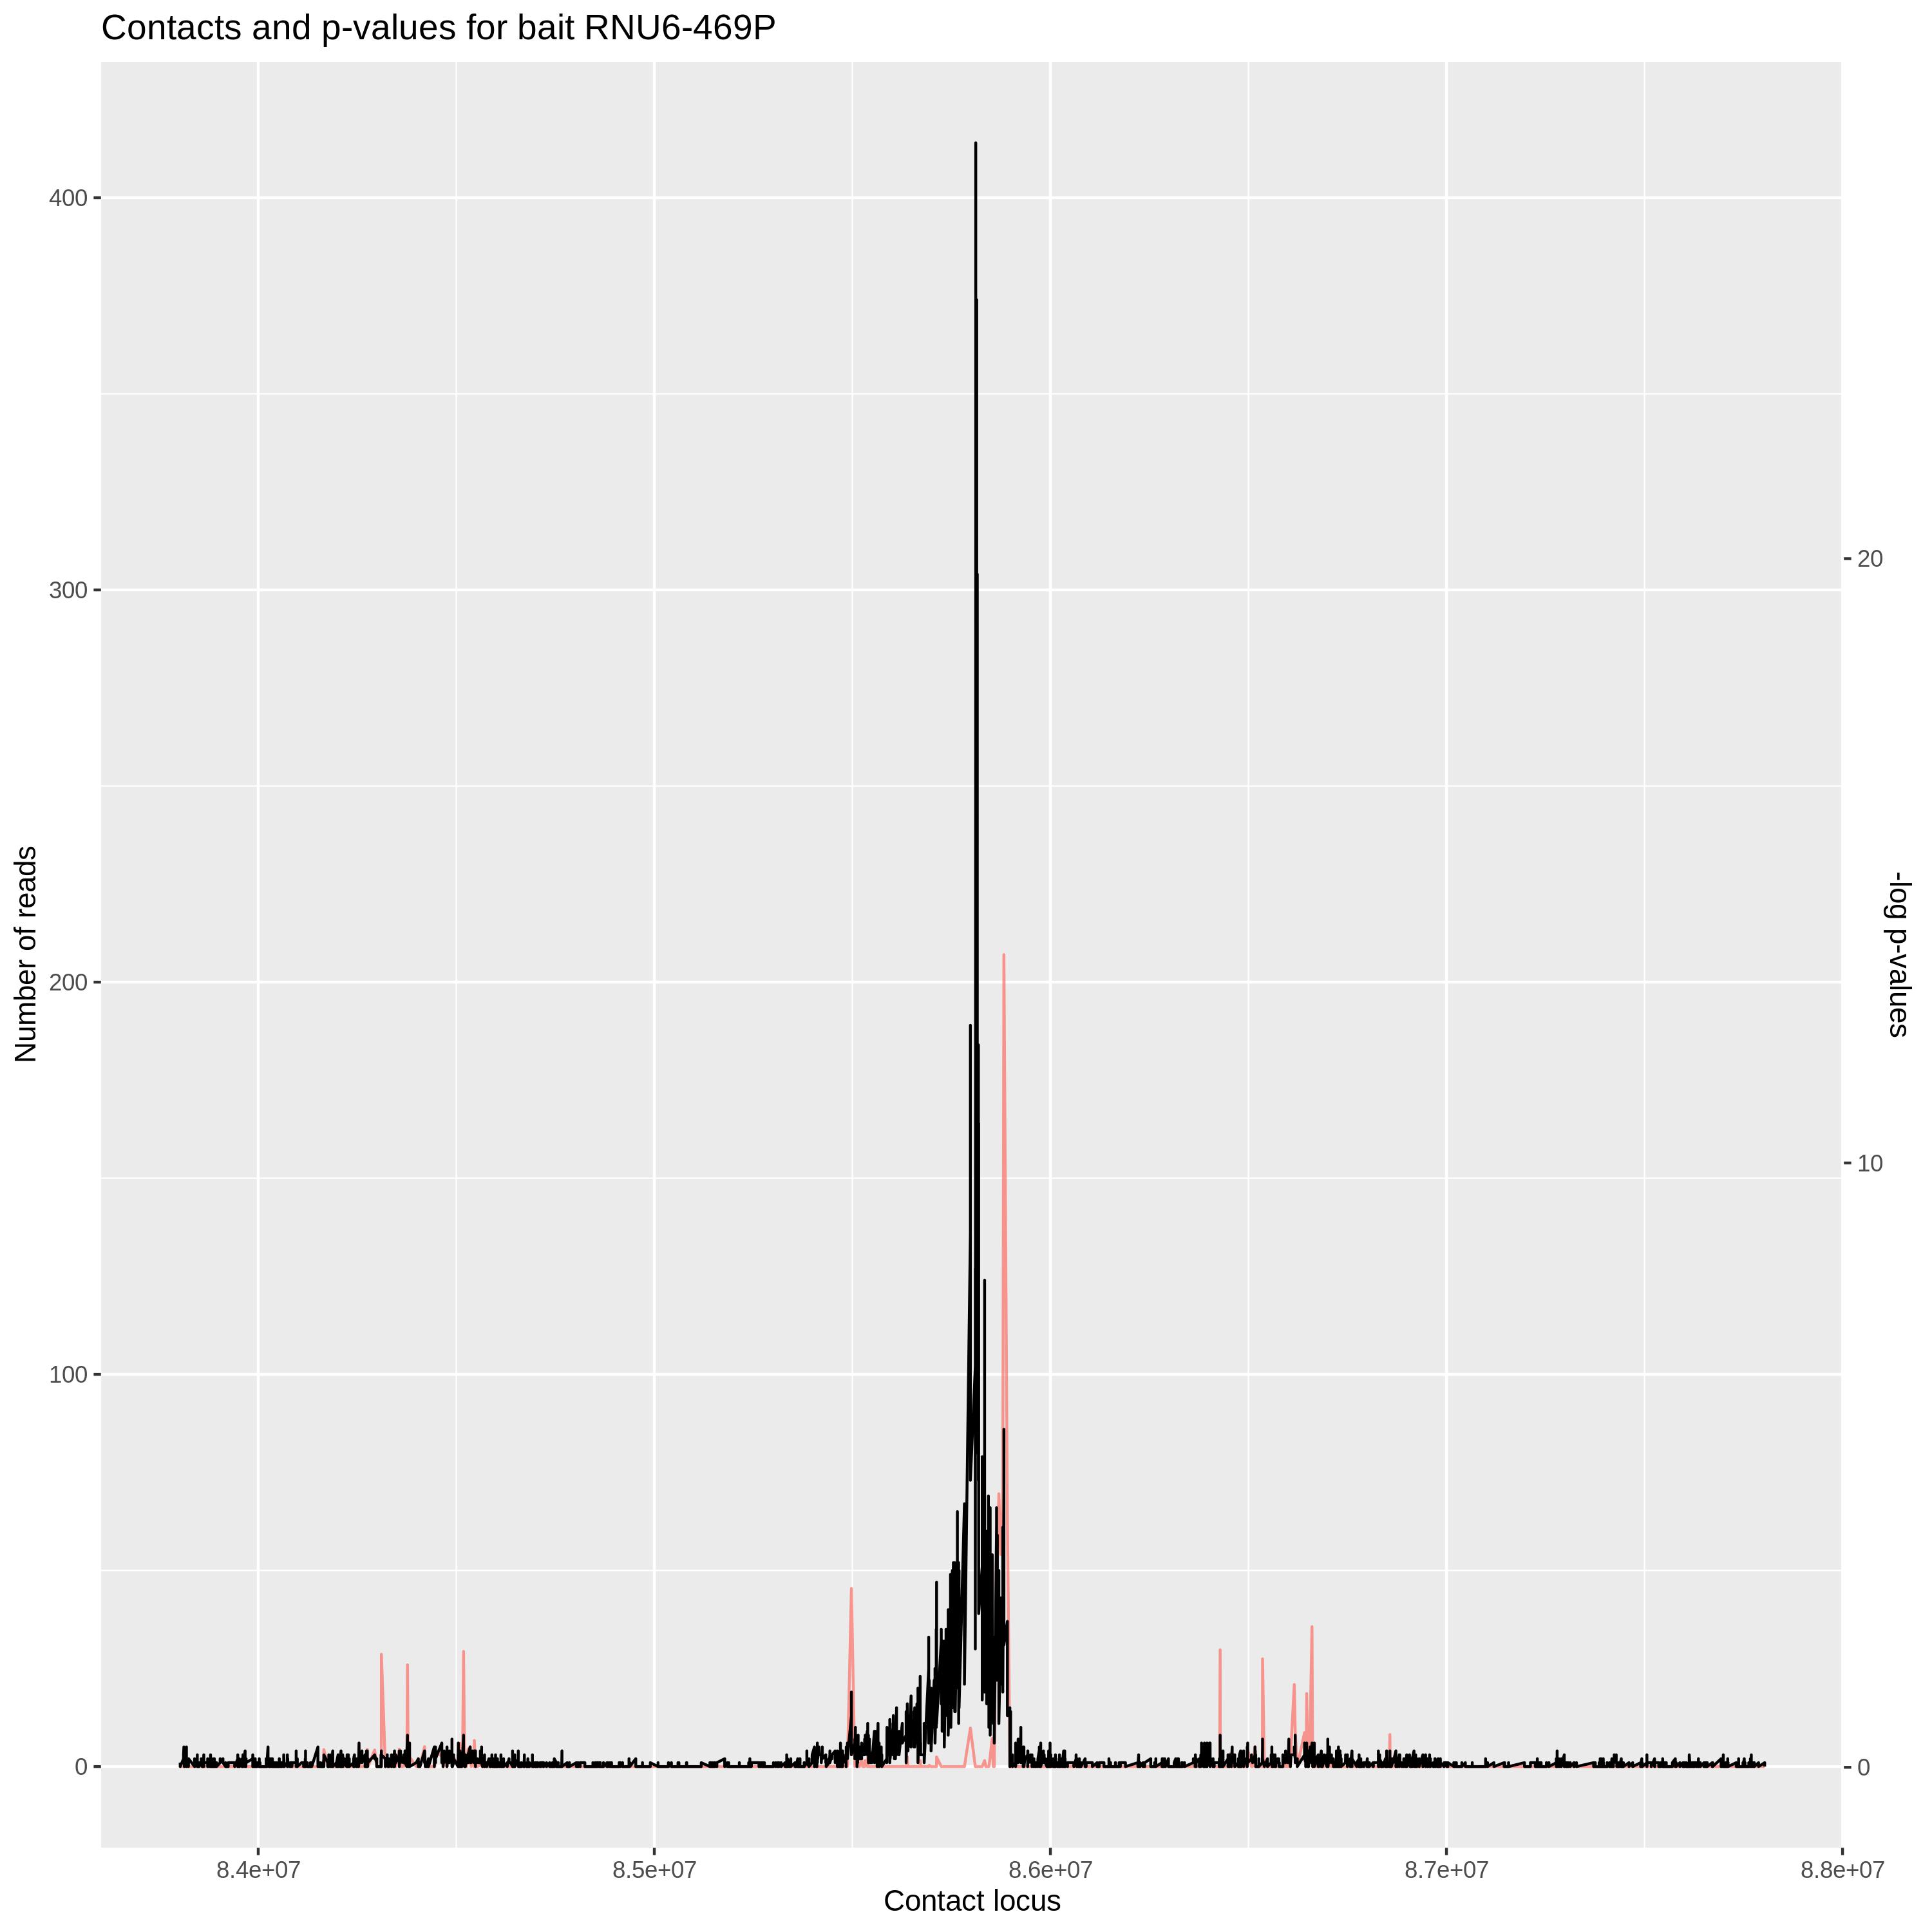 Contacts and p-values for bait RNU6-469P
400
300
200
100
0
Number of reads
20
10
0
-log p-values
8.4e+07
8.5e+07
8.6e+07
8.7e+07
8.8e+07
Contact locus